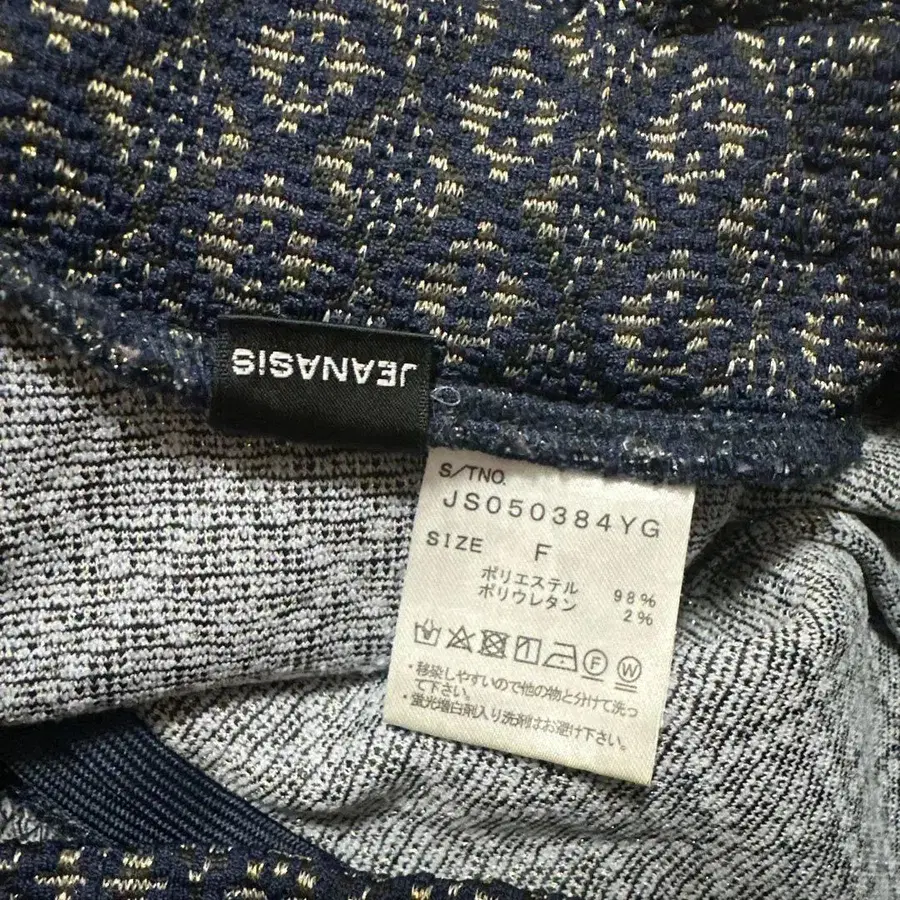 JEANASIS
S/TNO.
JS050384YG
SIZE F
ポリエステル 98%
ポリウレタン 2%
F W
・移染しやすいので他の物と分けて洗っ
て下さい。
・蛍光増白剤入り洗剤はお避け下さい。